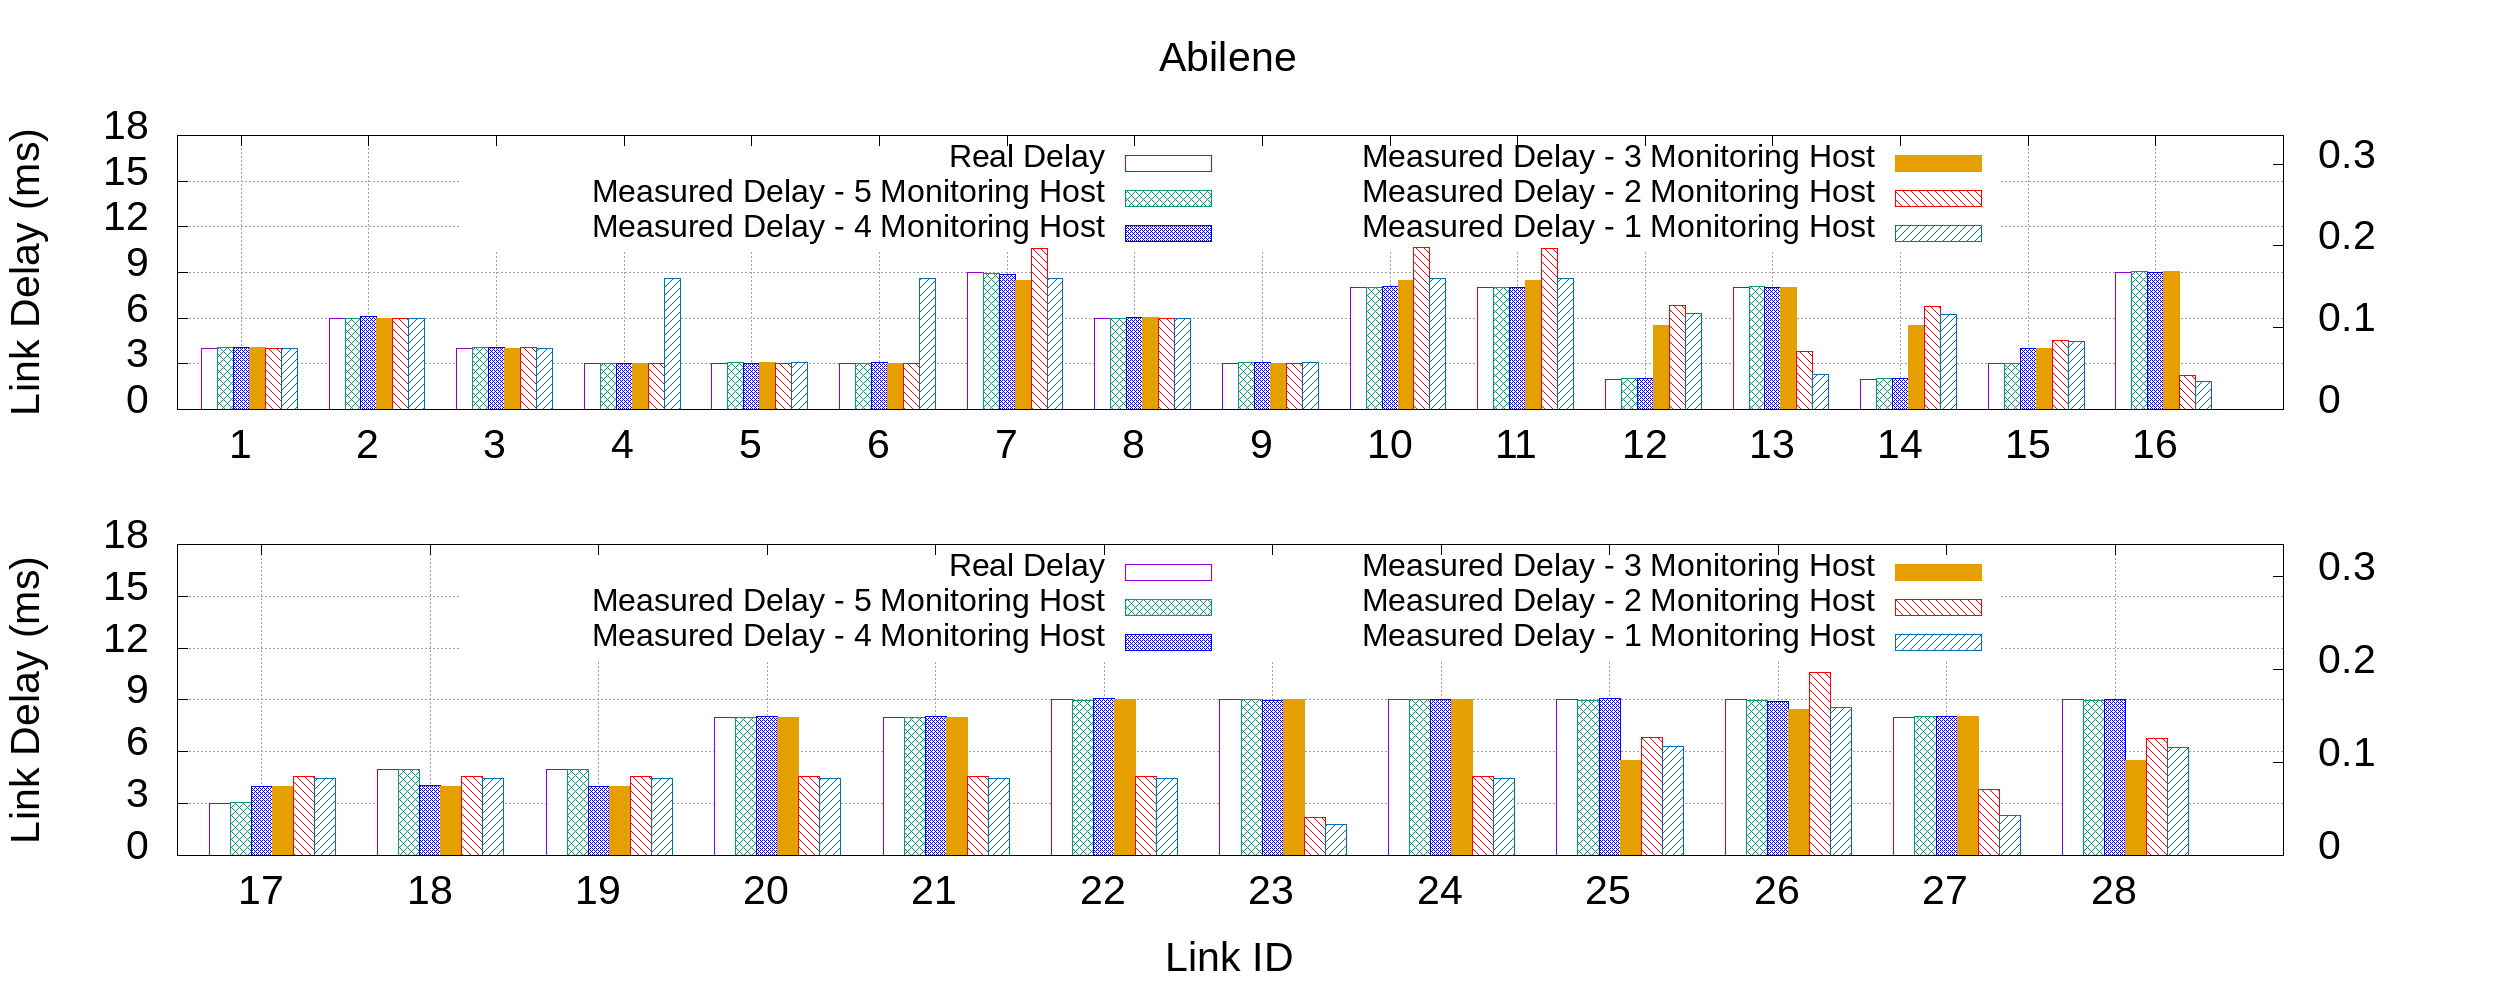 Abilene
Link Delay (ms)
18
15
12
9
6
3
0
Real Delay
Measured Delay - 5 Monitoring Host
Measured Delay - 4 Monitoring Host
Measured Delay - 3 Monitoring Host
Measured Delay - 2 Monitoring Host
Measured Delay - 1 Monitoring Host
0.3
0.2
0.1
0
1 2 3 4 5 6 7 8 9 10 11 12 13 14 15 16
Link Delay (ms)
18
15
12
9
6
3
0
Real Delay
Measured Delay - 5 Monitoring Host
Measured Delay - 4 Monitoring Host
Measured Delay - 3 Monitoring Host
Measured Delay - 2 Monitoring Host
Measured Delay - 1 Monitoring Host
0.3
0.2
0.1
0
17 18 19 20 21 22 23 24 25 26 27 28
Link ID